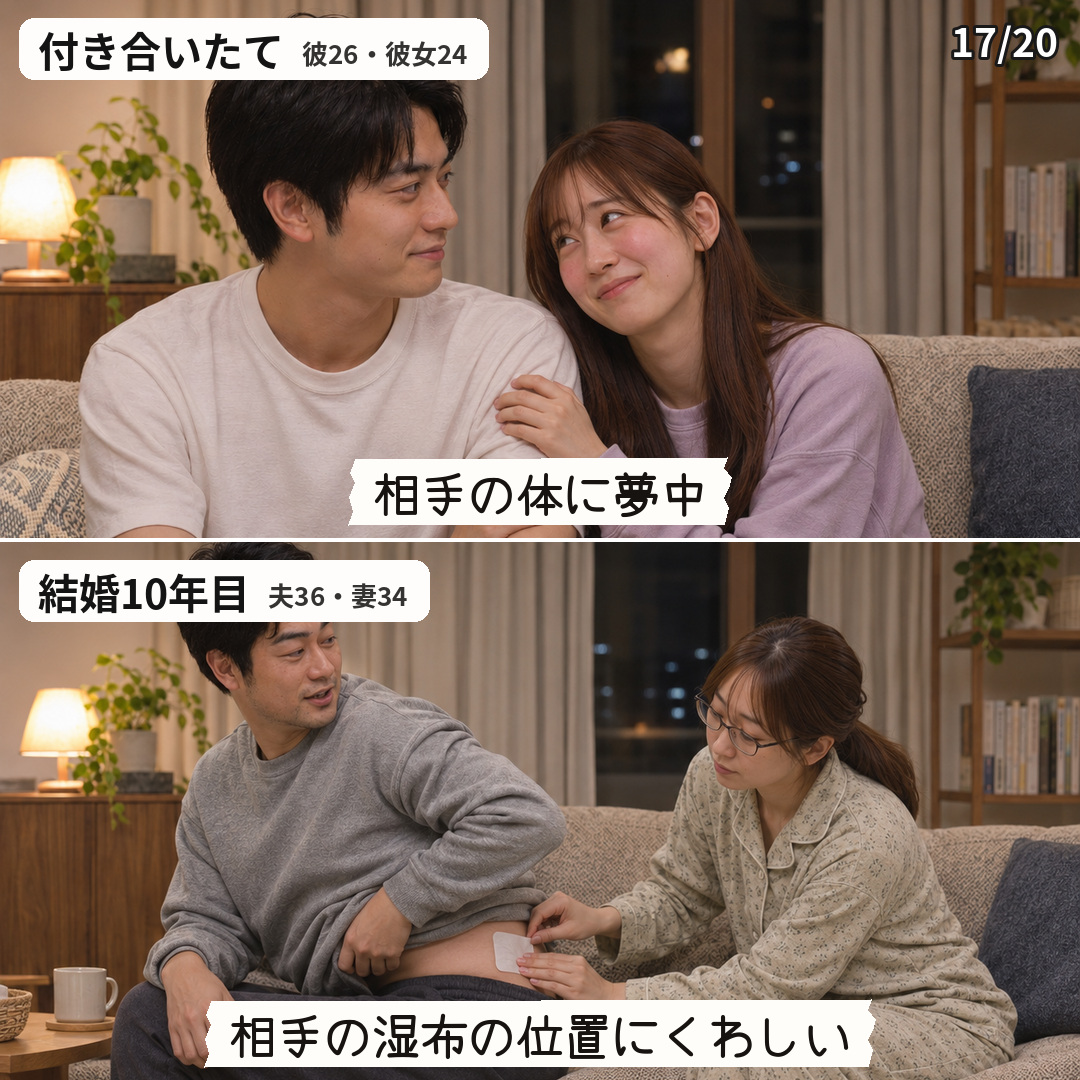 付き合いたて 彼26・彼女24
17/20
相手の体に夢中
結婚10年目 夫36・妻34
相手の湿布の位置にくわしい